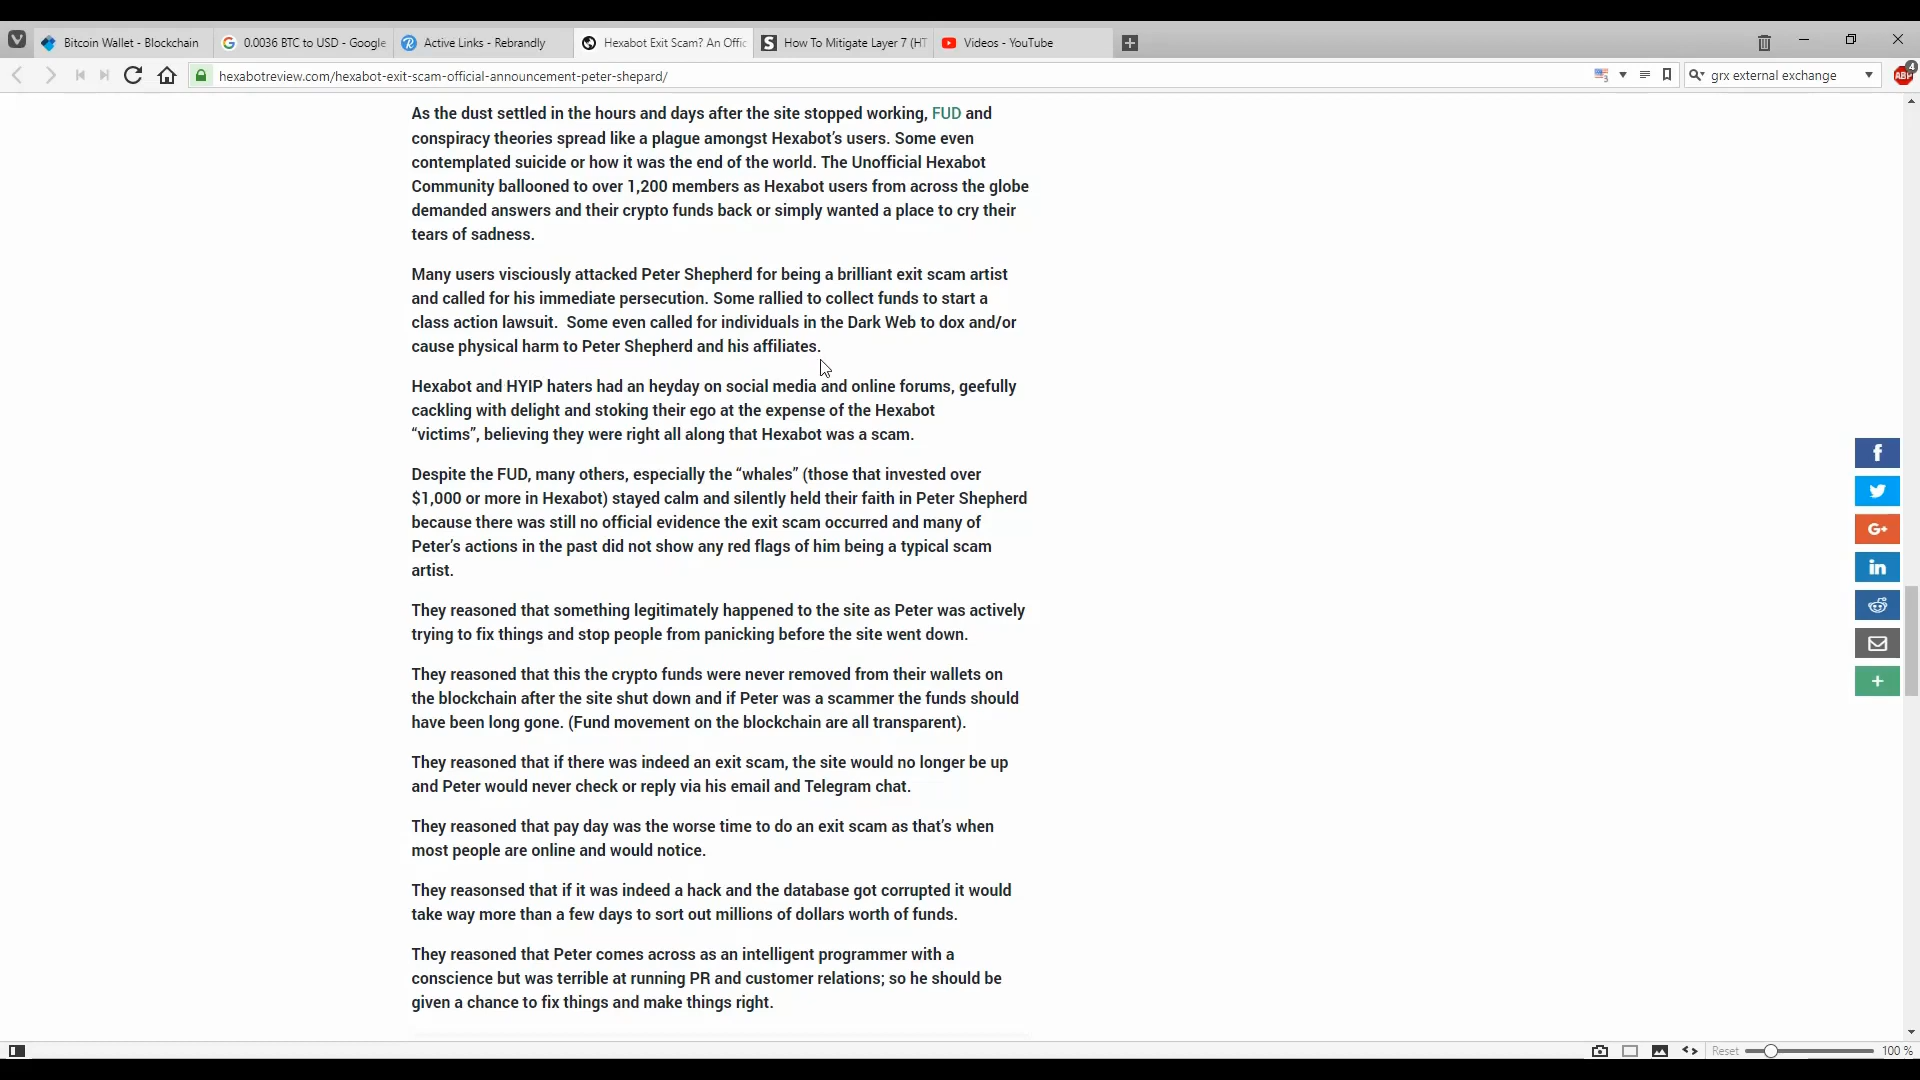 Bitcoin Wallet - Blockchain
0.0036 BTC to USD - Google
Active Links - Rebrandly
Hexabot Exit Scam? An Offic
How To Mitigate Layer 7 (HT
Videos - YouTube
hexabotreview.com/hexabot-exit-scam-official-announcement-peter-shepard/
grx external exchange
ABP
4
As the dust settled in the hours and days after the site stopped working, FUD and
conspiracy theories spread like a plague amongst Hexabot's users. Some even
contemplated suicide or how it was the end of the world. The Unofficial Hexabot
Community ballooned to over 1,200 members as Hexabot users from across the globe
demanded answers and their crypto funds back or simply wanted a place to cry their
tears of sadness.
Many users visciously attacked Peter Shepherd for being a brilliant exit scam artist
and called for his immediate persecution. Some rallied to collect funds to start a
class action lawsuit.  Some even called for individuals in the Dark Web to dox and/or
cause physical harm to Peter Shepherd and his affiliates.
Hexabot and HYIP haters had an heyday on social media and online forums, geefully
cackling with delight and stoking their ego at the expense of the Hexabot
“victims”, believing they were right all along that Hexabot was a scam.
Despite the FUD, many others, especially the “whales” (those that invested over
$1,000 or more in Hexabot) stayed calm and silently held their faith in Peter Shepherd
because there was still no official evidence the exit scam occurred and many of
Peter's actions in the past did not show any red flags of him being a typical scam
artist.
They reasoned that something legitimately happened to the site as Peter was actively
trying to fix things and stop people from panicking before the site went down.
They reasoned that this the crypto funds were never removed from their wallets on
the blockchain after the site shut down and if Peter was a scammer the funds should
have been long gone. (Fund movement on the blockchain are all transparent).
They reasoned that if there was indeed an exit scam, the site would no longer be up
and Peter would never check or reply via his email and Telegram chat.
They reasoned that pay day was the worse time to do an exit scam as that's when
most people are online and would notice.
They reasonsed that if it was indeed a hack and the database got corrupted it would
take way more than a few days to sort out millions of dollars worth of funds.
They reasoned that Peter comes across as an intelligent programmer with a
conscience but was terrible at running PR and customer relations; so he should be
given a chance to fix things and make things right.
f
G+
in
+
Reset
100 %